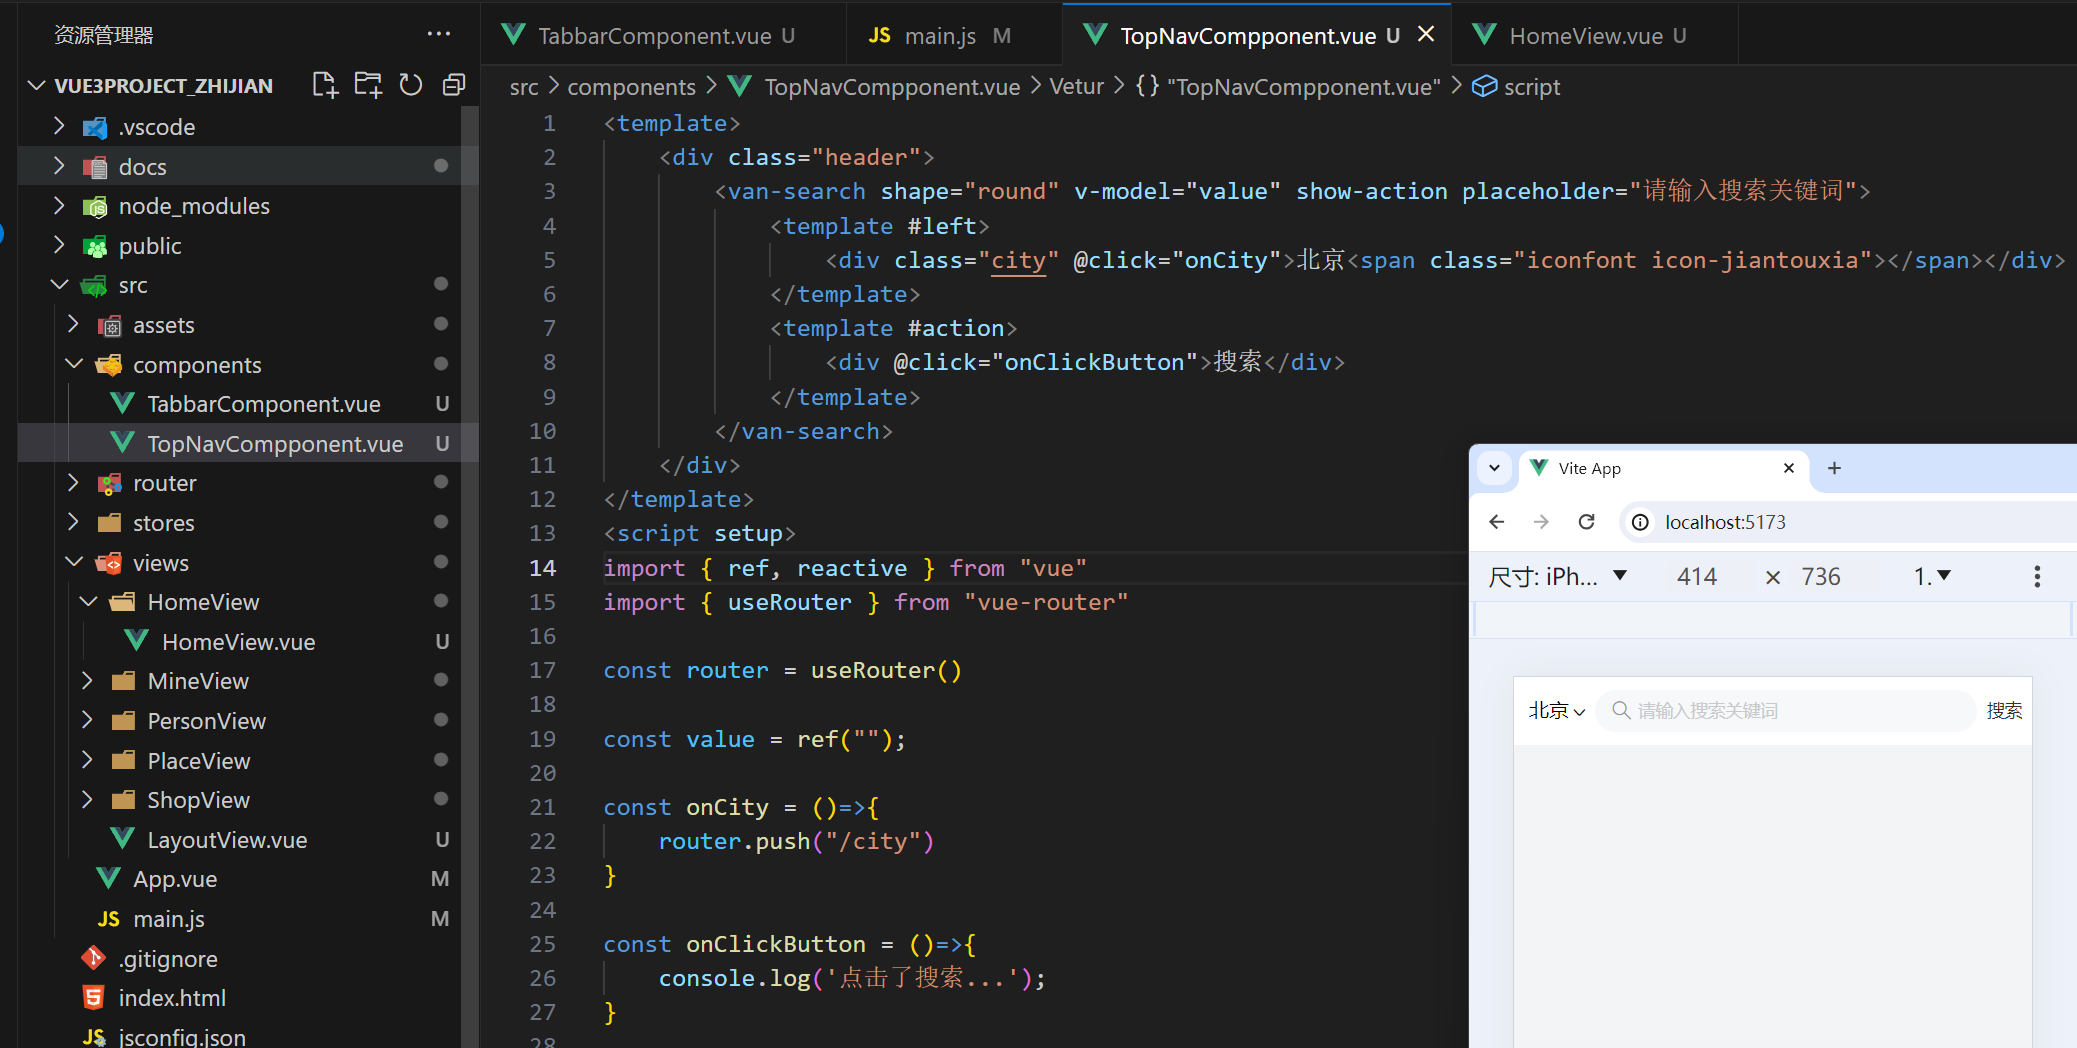 资源管理器
···
VUE3PROJECT_ZHIJIAN
.vscode
docs
node_modules
public
src
assets
components
TabbarComponent.vue U
TopNavCompponent.vue U
router
stores
views
HomeView
HomeView.vue U
MineView
PersonView
PlaceView
ShopView
LayoutView.vue U
App.vue M
JS main.js M
.gitignore
index.html
JS jsconfig.json
TabbarComponent.vue U
JS main.js M
TopNavCompponent.vue U
HomeView.vue U
src > components > TopNavCompponent.vue > Vetur > {} "TopNavCompponent.vue" > script
1 <template>
2 <div class="header">
3 <van-search shape="round" v-model="value" show-action placeholder="请输入搜索关键词">
4 <template #left>
5 <div class="city" @click="onCity">北京<span class="iconfont icon-jiantouxia"></span></div>
6 </template>
7 <template #action>
8 <div @click="onClickButton">搜索</div>
9 </template>
10 </van-search>
11 </div>
12 </template>
13 <script setup>
14 import { ref, reactive } from "vue"
15 import { useRouter } from "vue-router"
16
17 const router = useRouter()
18
19 const value = ref("");
20
21 const onCity = ()=>{
22 router.push("/city")
23 }
24
25 const onClickButton = ()=>{
26 console.log('点击了搜索...');
27 }
28
Vite App
localhost:5173
尺寸: iPh... 414 × 736 1.
北京 请输入搜索关键词 搜索